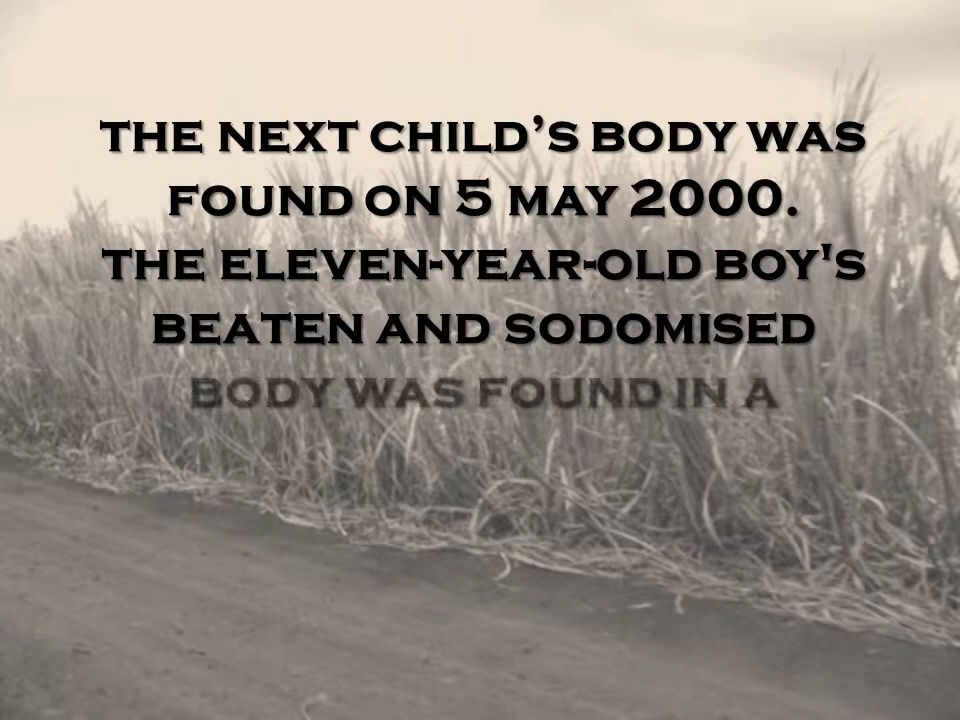 THE NEXT CHILD’S BODY WAS
FOUND ON 5 MAY 2000.
THE ELEVEN-YEAR-OLD BOY'S
BEATEN AND SODOMISED
BODY WAS FOUND IN A